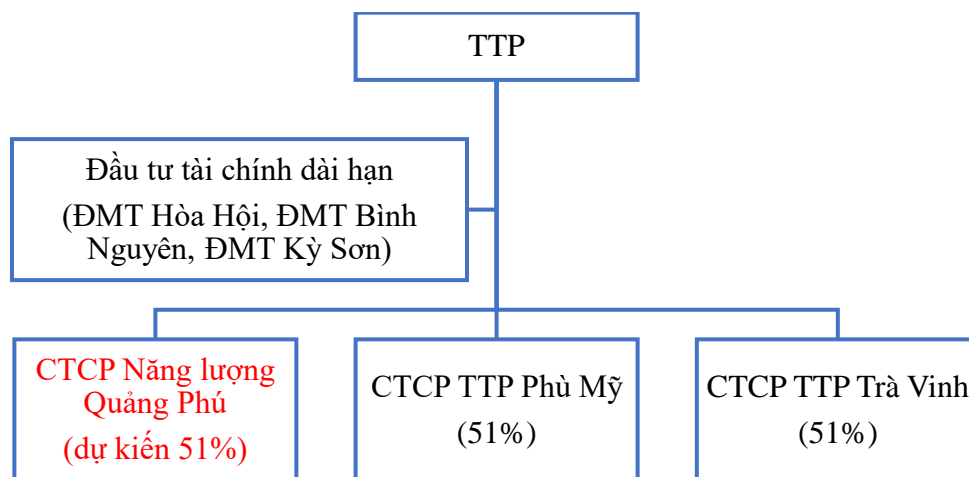 TTP
Đầu tư tài chính dài hạn
(ĐMT Hòa Hội, ĐMT Bình
Nguyên, ĐMT Kỳ Sơn)
CTCP Năng lượng
Quảng Phú
(dự kiến 51%)
CTCP TTP Phù Mỹ
(51%)
CTCP TTP Trà Vinh
(51%)